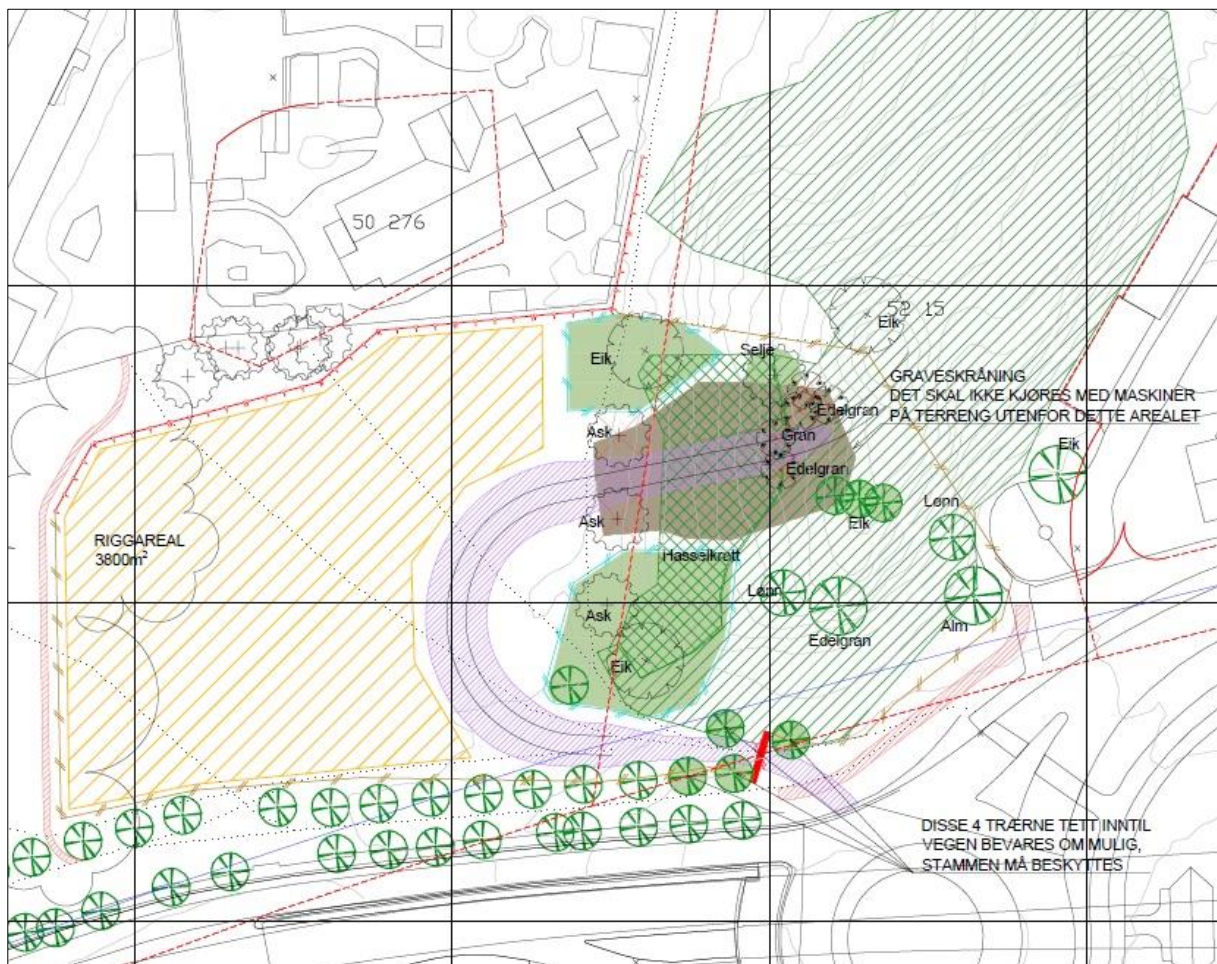 50 276
52 15
Eik
Eik
Selje
GRAVESKRÅNING
DET SKAL IKKE KJØRES MED MASKINER
PÅ TERRENG UTENFOR DETTE AREALET
Edelgran
Ask
Gran
Eik
Edelgran
Lønn
Ask
Eik
RIGGAREAL
3800m²
Hasselkratt
Lønn
Ask
Alm
Edelgran
Eik
DISSE 4 TRÆRNE TETT INNTIL
VEGEN BEVARES OM MULIG,
STAMMEN MÅ BESKYTTES